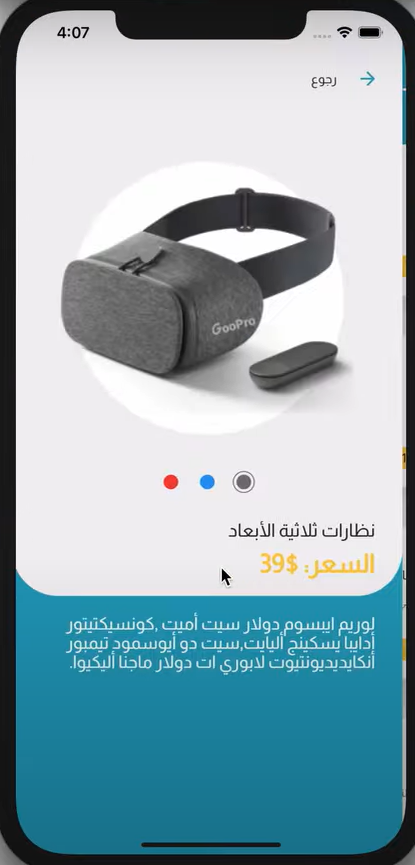 4:07
رجوع
GooPro
نظارات ثلاثية الأبعاد
السعر: $39
لوريم ايبسوم دولار سيت أميت ,كونسيكتيتور
أدايبا يسكينج أليايت,سيت دو أيوسمود تيمبور
أنكايديديونتيوت لابوري ات دولار ماجنا أليكيوا.